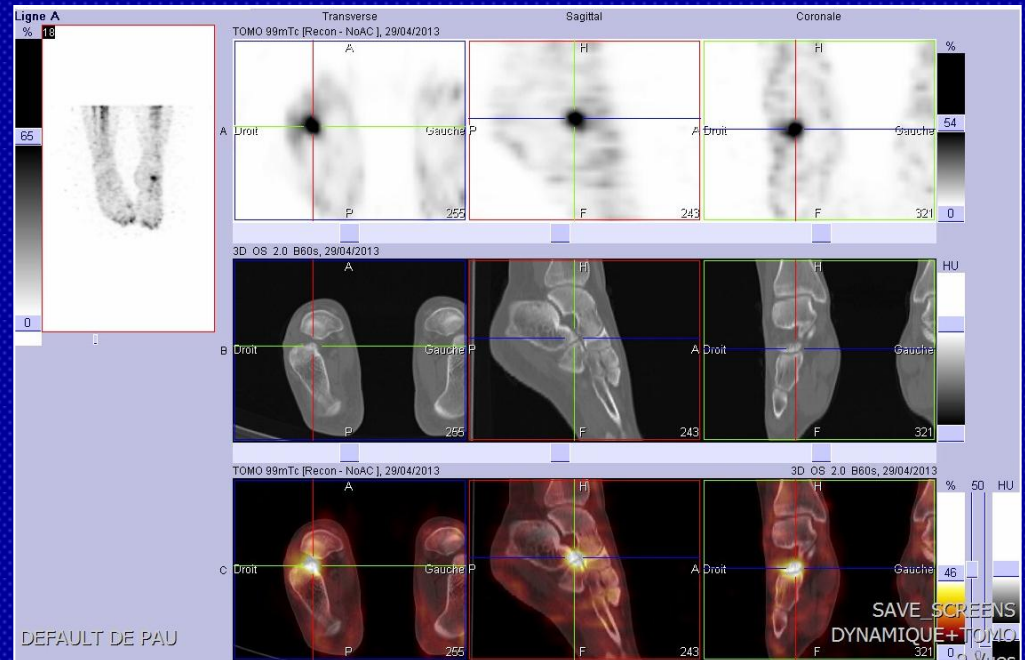 Ligne A
Transverse Sagittal Coronale
% 18 TOMO 99mTc [Recon - NoAC ], 29/04/2013
A H H %
65 54
A Droit Gauche P A Droit Gauche
P 255 F 243 F 321 0
0
3D OS 2.0 B60s, 29/04/2013 HU
A H H
B Droit Gauche P A Droit Gauche
P 255 F 243 F 321
TOMO 99mTc [Recon - NoAC ], 29/04/2013 3D OS 2.0 B60s, 29/04/2013 % 50 HU
A H H
C Droit Gauche P A Droit Gauche 46
SAVE_SCREENS
DEFAULT DE PAU DYNAMIQUE+TOMO
P 255 F 243 F 321 0